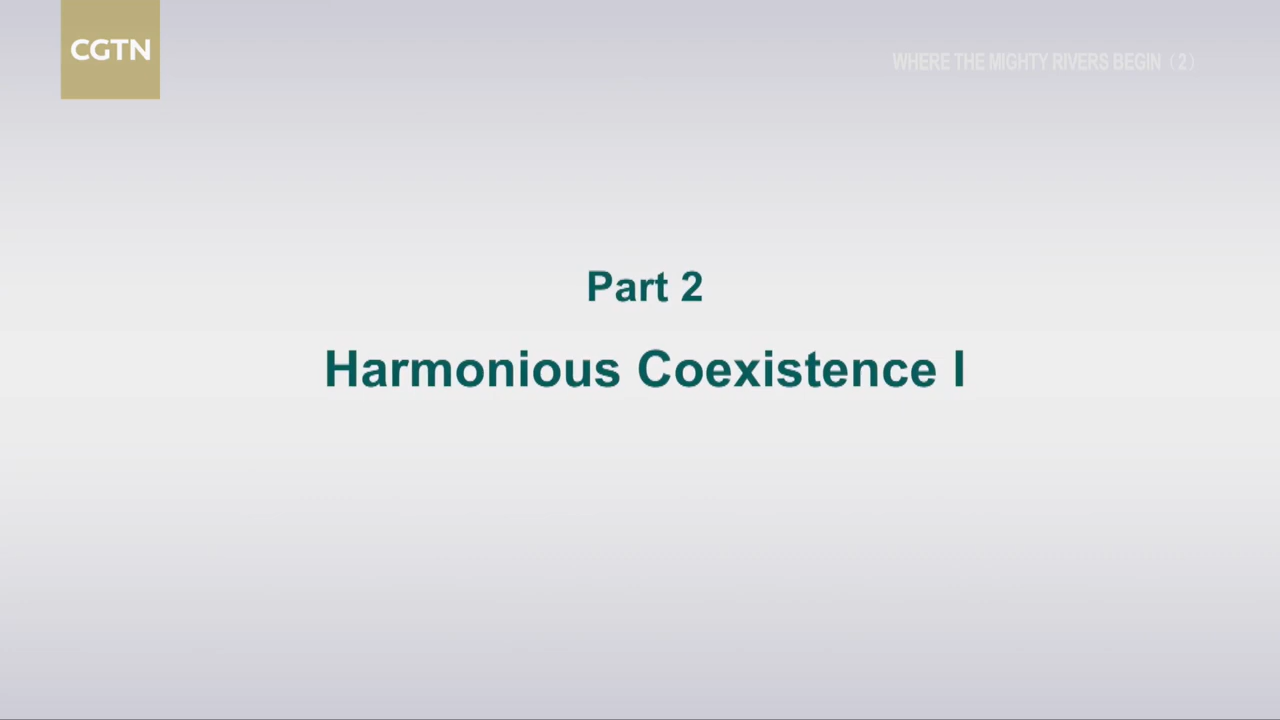 CGTN
WHERE THE MIGHTY RIVERS BEGIN（2）
Part 2
Harmonious Coexistence I